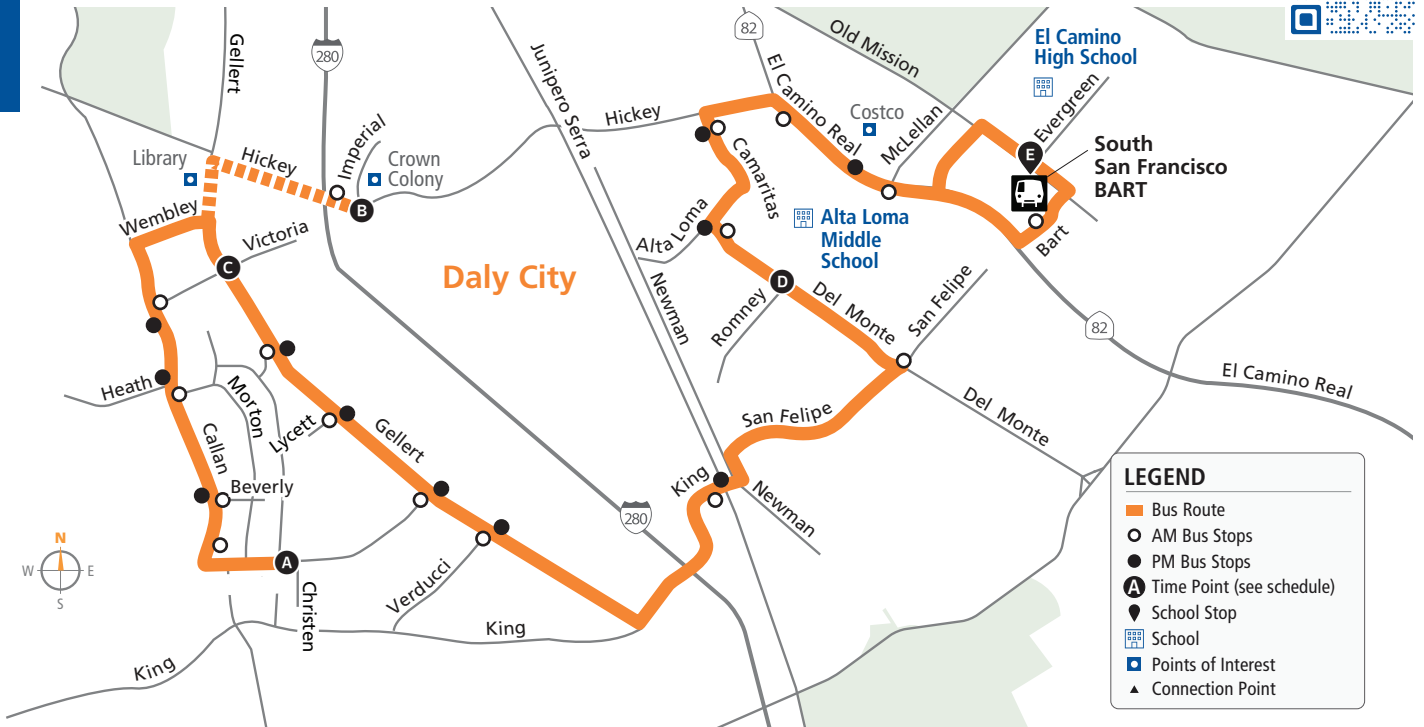 Gellert
280
Junipero Serra
82
Old Mission
El Camino
High School
El Camino Real
Evergreen
Costco
McLellan
Hickey
Imperial
Crown
Colony
Library
Hickey
B
E
South
San Francisco
BART
Camaritas
Wembley
Victoria
Alta Loma
Alta Loma
Middle
School
Bart
C
Daly City
Newman
Romney
D
Del Monte
San Felipe
82
Heath
Morton
Lycett
Gellert
El Camino Real
Del Monte
San Felipe
Callan
Beverly
King
Newman
280
A
Christen
Verducci
King
King
N
W
E
S
LEGEND
Bus Route
AM Bus Stops
PM Bus Stops
A Time Point (see schedule)
School Stop
School
Points of Interest
Connection Point